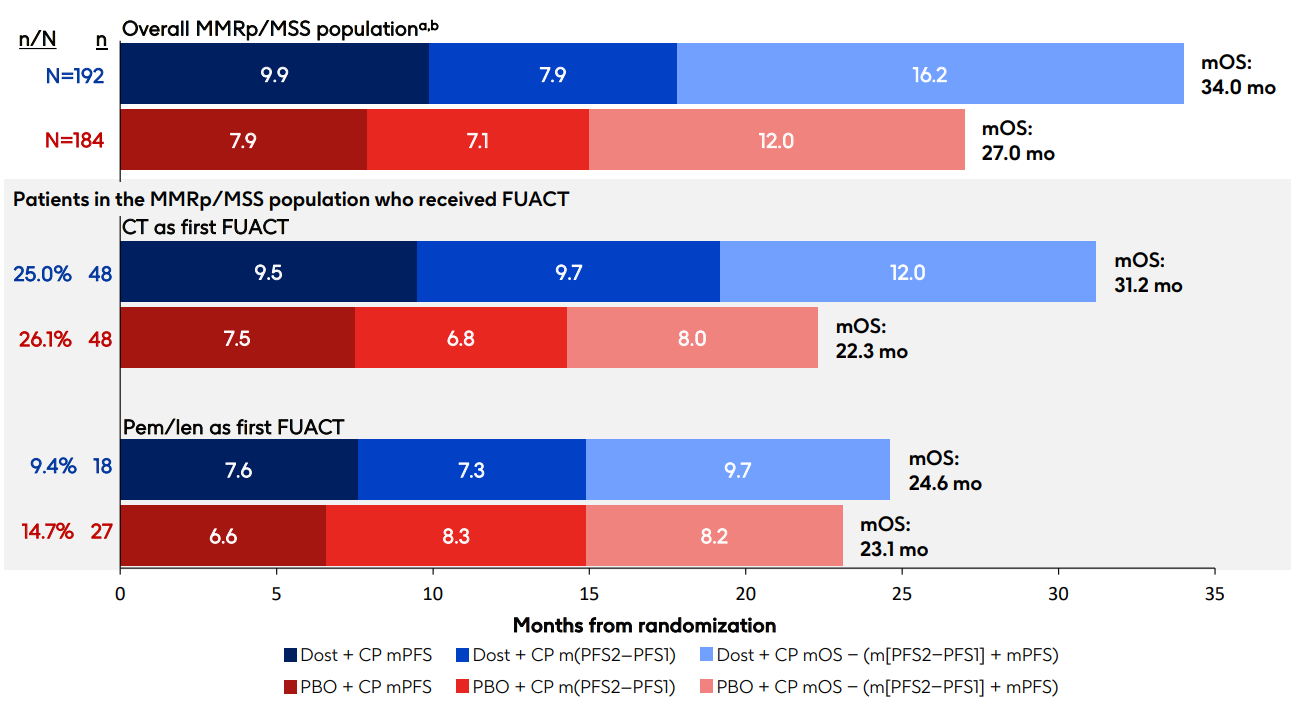 Overall MMRp/MSS populationa,b
n/N n
N=192 9.9 7.9 16.2 mOS:
34.0 mo
N=184 7.9 7.1 12.0 mOS:
27.0 mo
Patients in the MMRp/MSS population who received FUACT
CT as first FUACT
25.0% 48 9.5 9.7 12.0 mOS:
31.2 mo
26.1% 48 7.5 6.8 8.0 mOS:
22.3 mo
Pem/len as first FUACT
9.4% 18 7.6 7.3 9.7 mOS:
24.6 mo
14.7% 27 6.6 8.3 8.2 mOS:
23.1 mo
0 5 10 15 20 25 30 35
Months from randomization
Dost + CP mPFS Dost + CP m(PFS2–PFS1) Dost + CP mOS – (m[PFS2–PFS1] + mPFS)
PBO + CP mPFS PBO + CP m(PFS2–PFS1) PBO + CP mOS – (m[PFS2–PFS1] + mPFS)